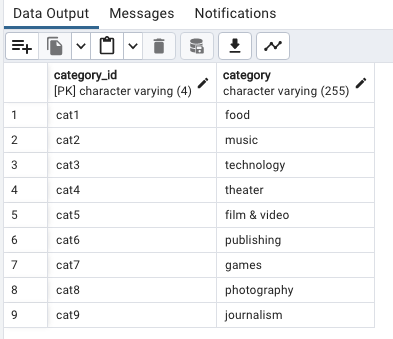 Data Output Messages Notifications
category_id category
[PK] character varying (4) character varying (255)
1 cat1 food
2 cat2 music
3 cat3 technology
4 cat4 theater
5 cat5 film & video
6 cat6 publishing
7 cat7 games
8 cat8 photography
9 cat9 journalism